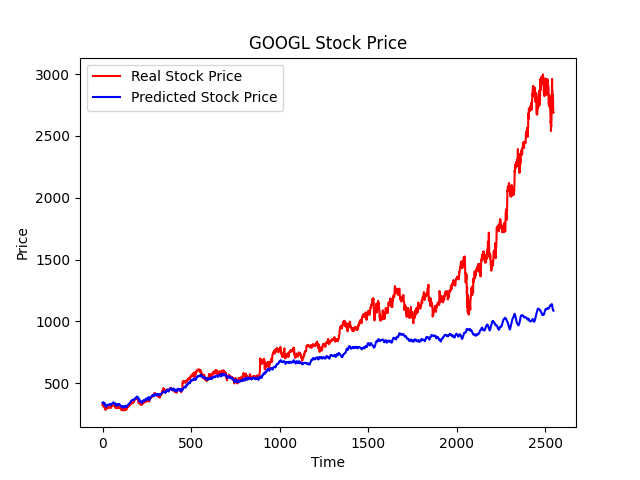 GOOGL Stock Price
Real Stock Price
Predicted Stock Price
3000
2500
2000
1500
1000
500
Price
0
500
1000
1500
2000
2500
Time